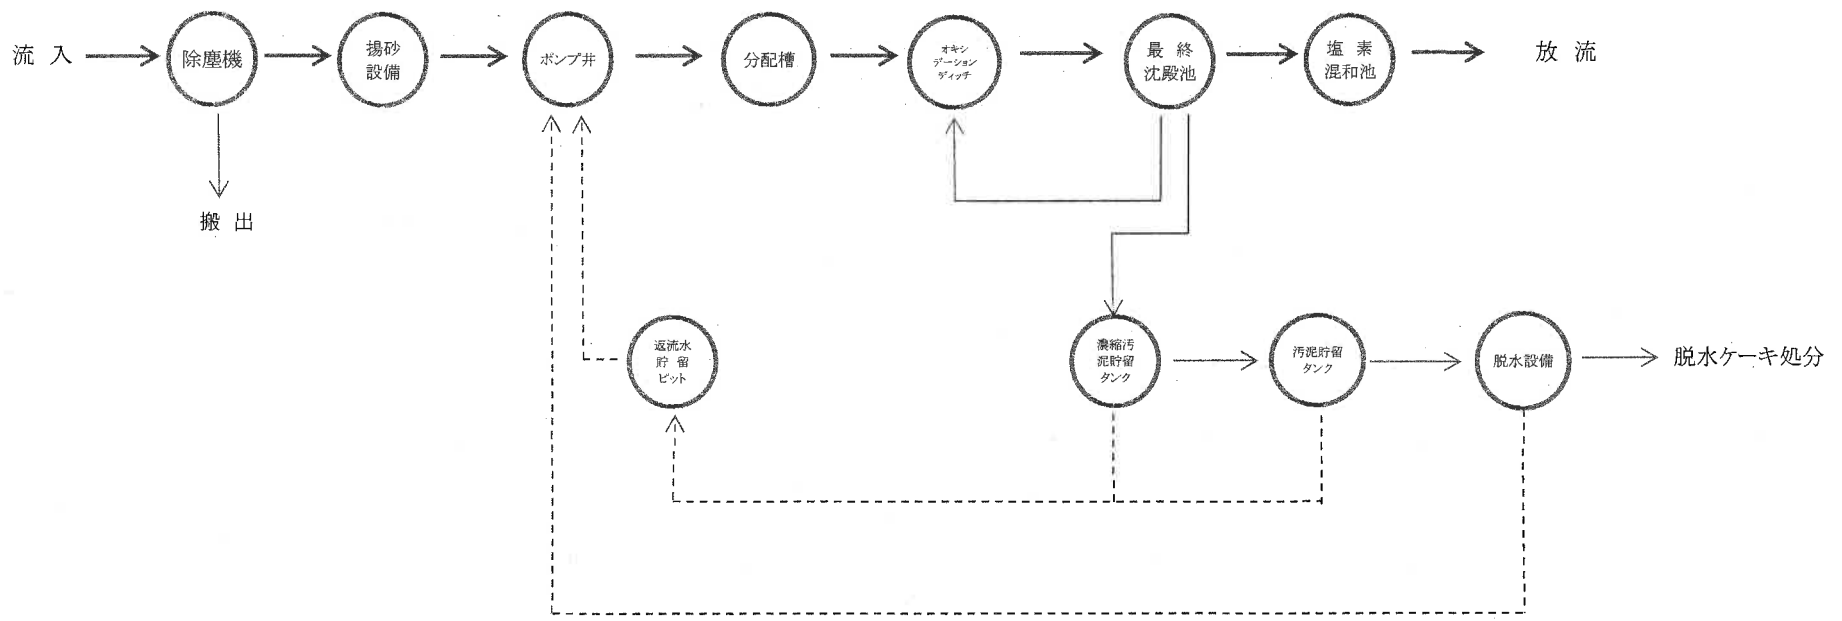 流入
除塵機
揚砂
設備
ポンプ井
分配槽
オキシ
デーション
ディッチ
最終
沈殿池
塩素
混和池
放流
搬出
返流水
貯留
ピット
濃縮汚
泥貯留
タンク
汚泥貯留
タンク
脱水設備
脱水ケーキ処分